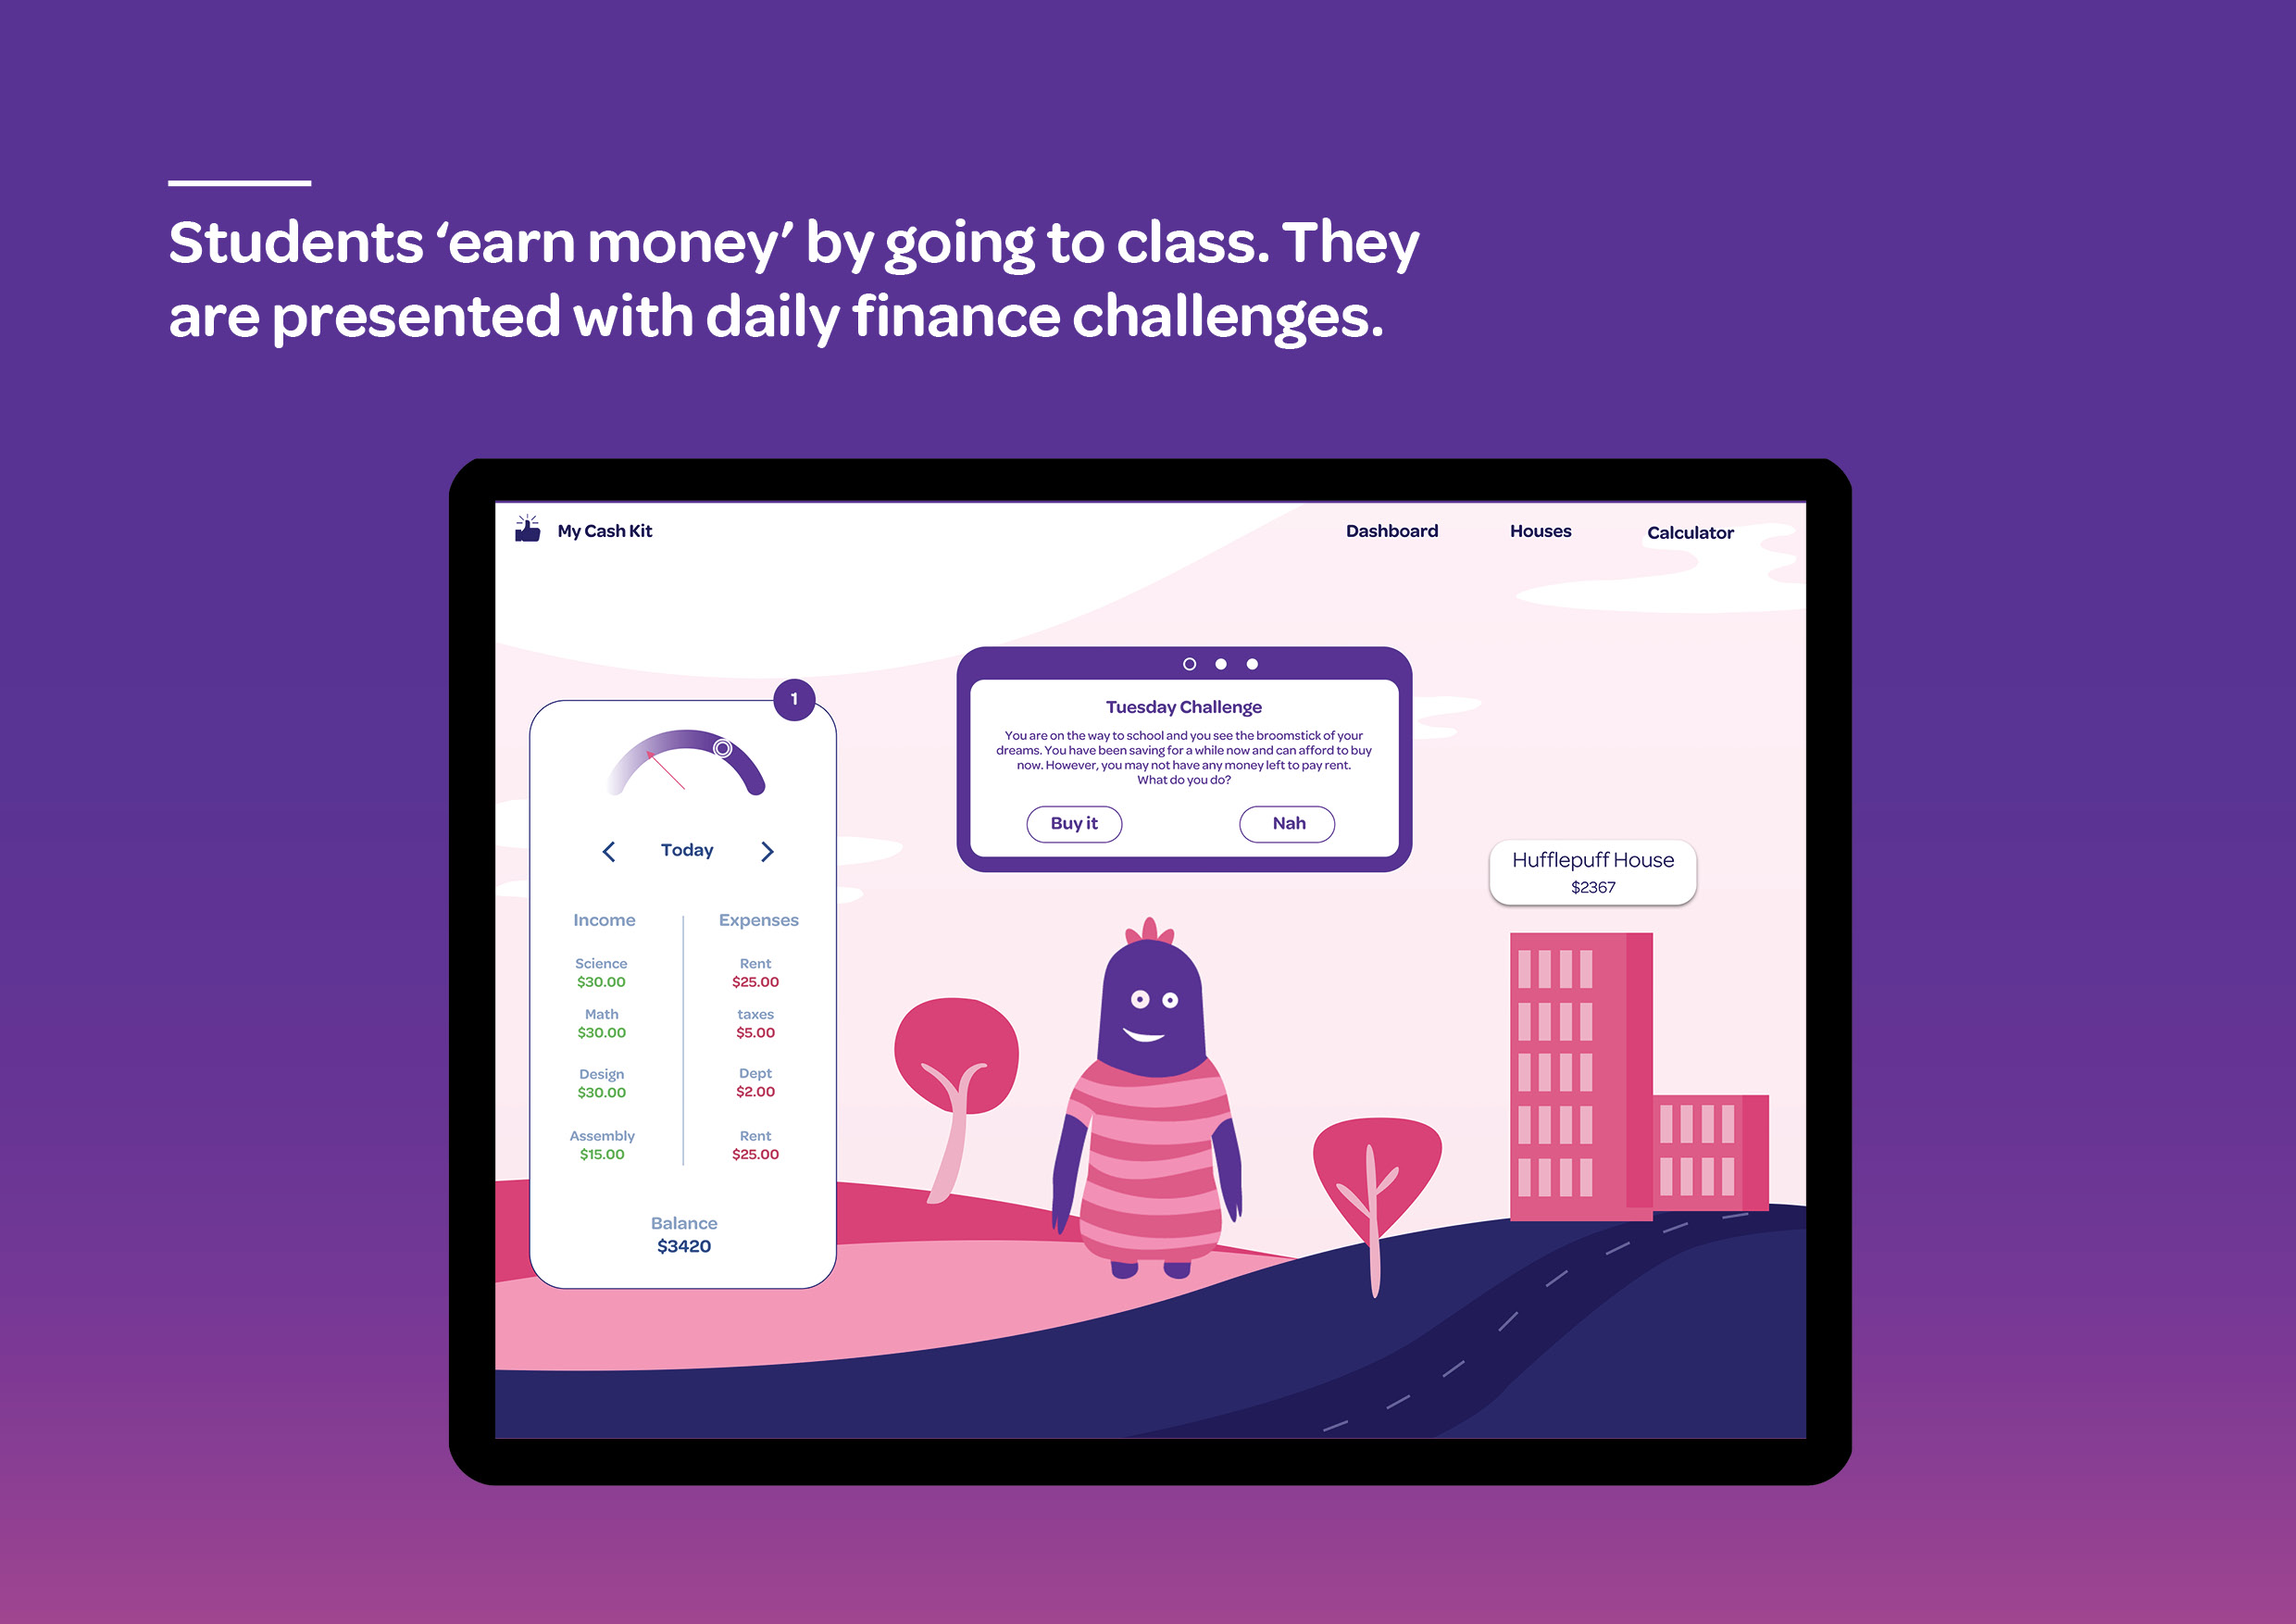 Students ‘earn money’ by going to class. They
are presented with daily finance challenges.
My Cash Kit
Dashboard
Houses
Calculator
1
Today
Income
Expenses
Science
$30.00
Rent
$25.00
Math
$30.00
taxes
$5.00
Design
$30.00
Dept
$2.00
Assembly
$15.00
Rent
$25.00
Balance
$3420
Tuesday Challenge
You are on the way to school and you see the broomstick of your
dreams. You have been saving for a while now and can afford to buy
now. However, you may not have any money left to pay rent.
What do you do?
Buy it
Nah
Hufflepuff House
$2367